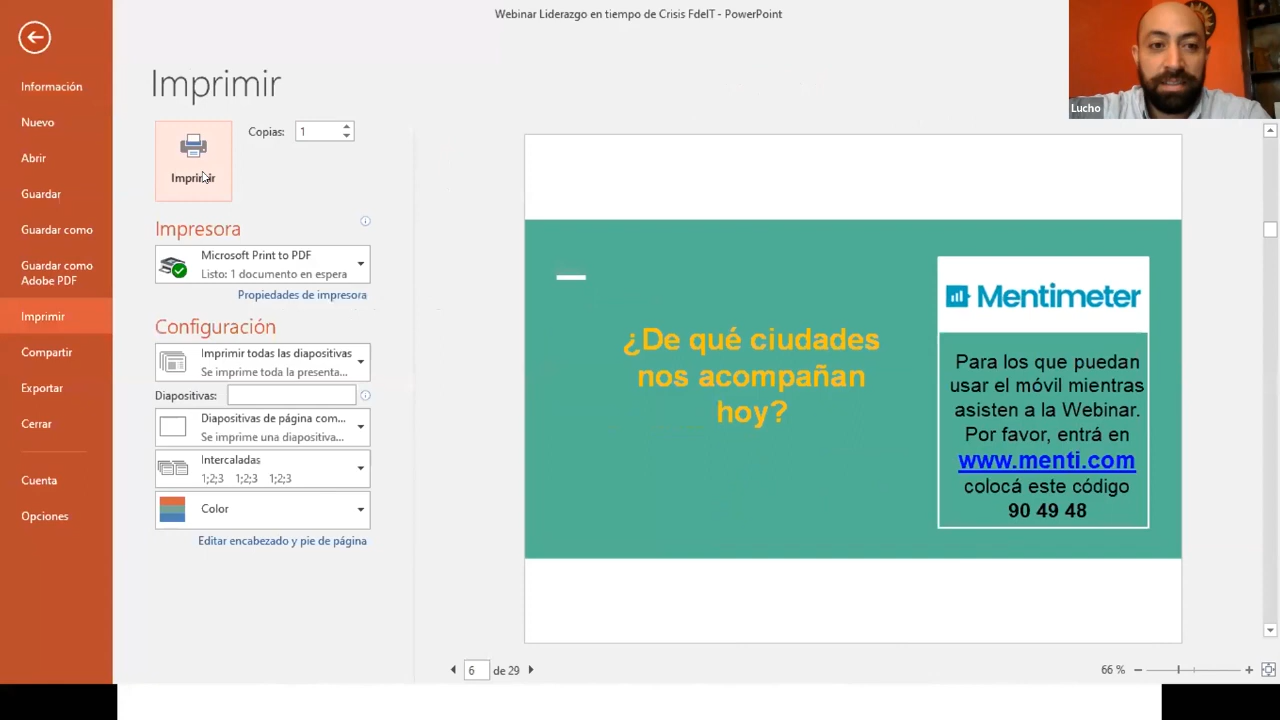 Webinar Liderazgo en tiempo de Crisis FdeIT - PowerPoint
Lucho
Información
Nuevo
Abrir
Guardar
Guardar como
Guardar como
Adobe PDF
Imprimir
Compartir
Exportar
Cerrar
Cuenta
Opciones
Imprimir
Imprimir
Copias: 1
Impresora
Microsoft Print to PDF
Listo: 1 documento en espera
Propiedades de impresora
Configuración
Imprimir todas las diapositivas
Se imprime toda la presenta...
Diapositivas:
Diapositivas de página com...
Se imprime una diapositiva...
Intercaladas
1;2;3 1;2;3 1;2;3
Color
Editar encabezado y pie de página
¿De qué ciudades
nos acompañan
hoy?
Mentimeter
Para los que puedan
usar el móvil mientras
asisten a la Webinar.
Por favor, entrá en
www.menti.com
colocá este código
90 49 48
6 de 29
66 %